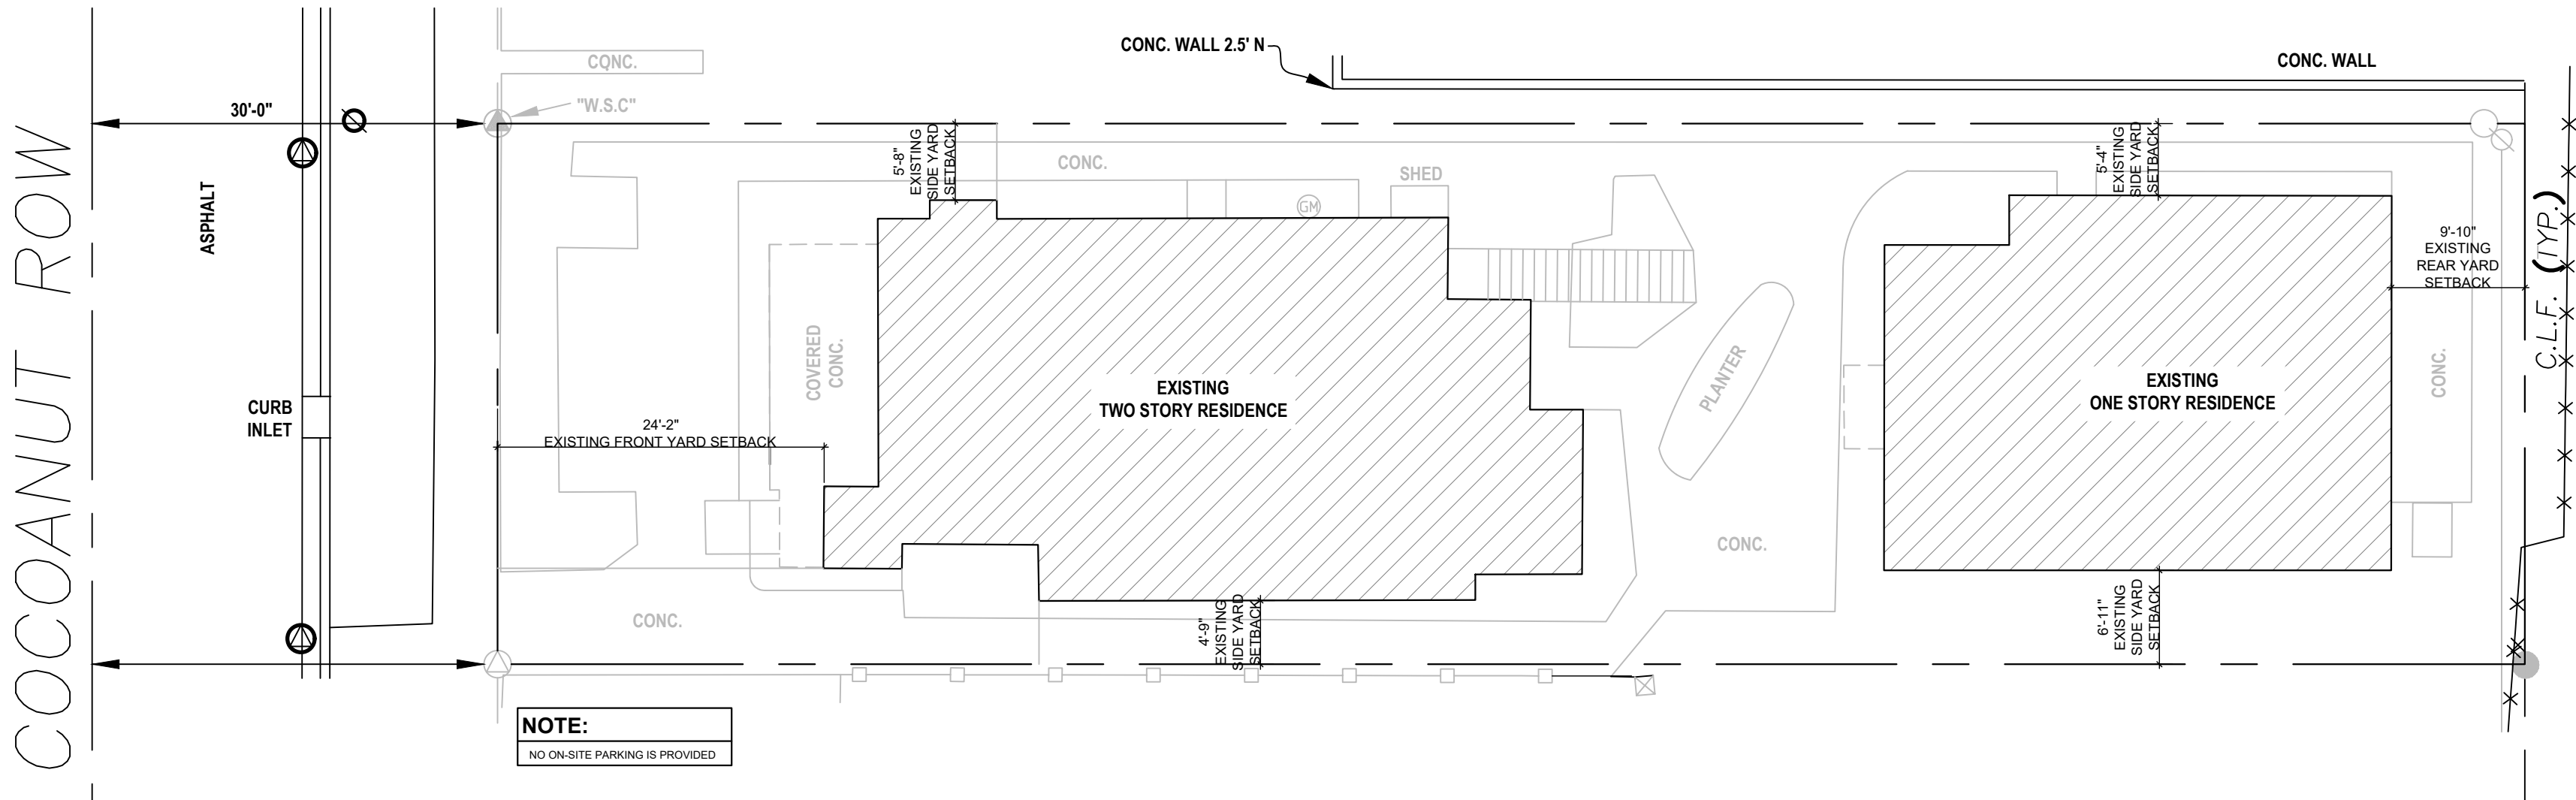 COCOANUT ROW
30'-0"
ASPHALT
CURB
INLET
CONC.
"W.S.C"
CONC. WALL 2.5' N
CONC. WALL
5'-8"
EXISTING
SIDE YARD
SETBACK
CONC.
SHED
GM
5'-4"
EXISTING
SIDE YARD
SETBACK
9'-10"
EXISTING
REAR YARD
SETBACK
C.L.F. (TYP.)
COVERED
CONC.
24'-2"
EXISTING FRONT YARD SETBACK
EXISTING
TWO STORY RESIDENCE
PLANTER
CONC.
EXISTING
ONE STORY RESIDENCE
CONC.
CONC.
4'-9"
EXISTING
SIDE YARD
SETBACK
6'-11"
EXISTING
SIDE YARD
SETBACK
NOTE:
NO ON-SITE PARKING IS PROVIDED